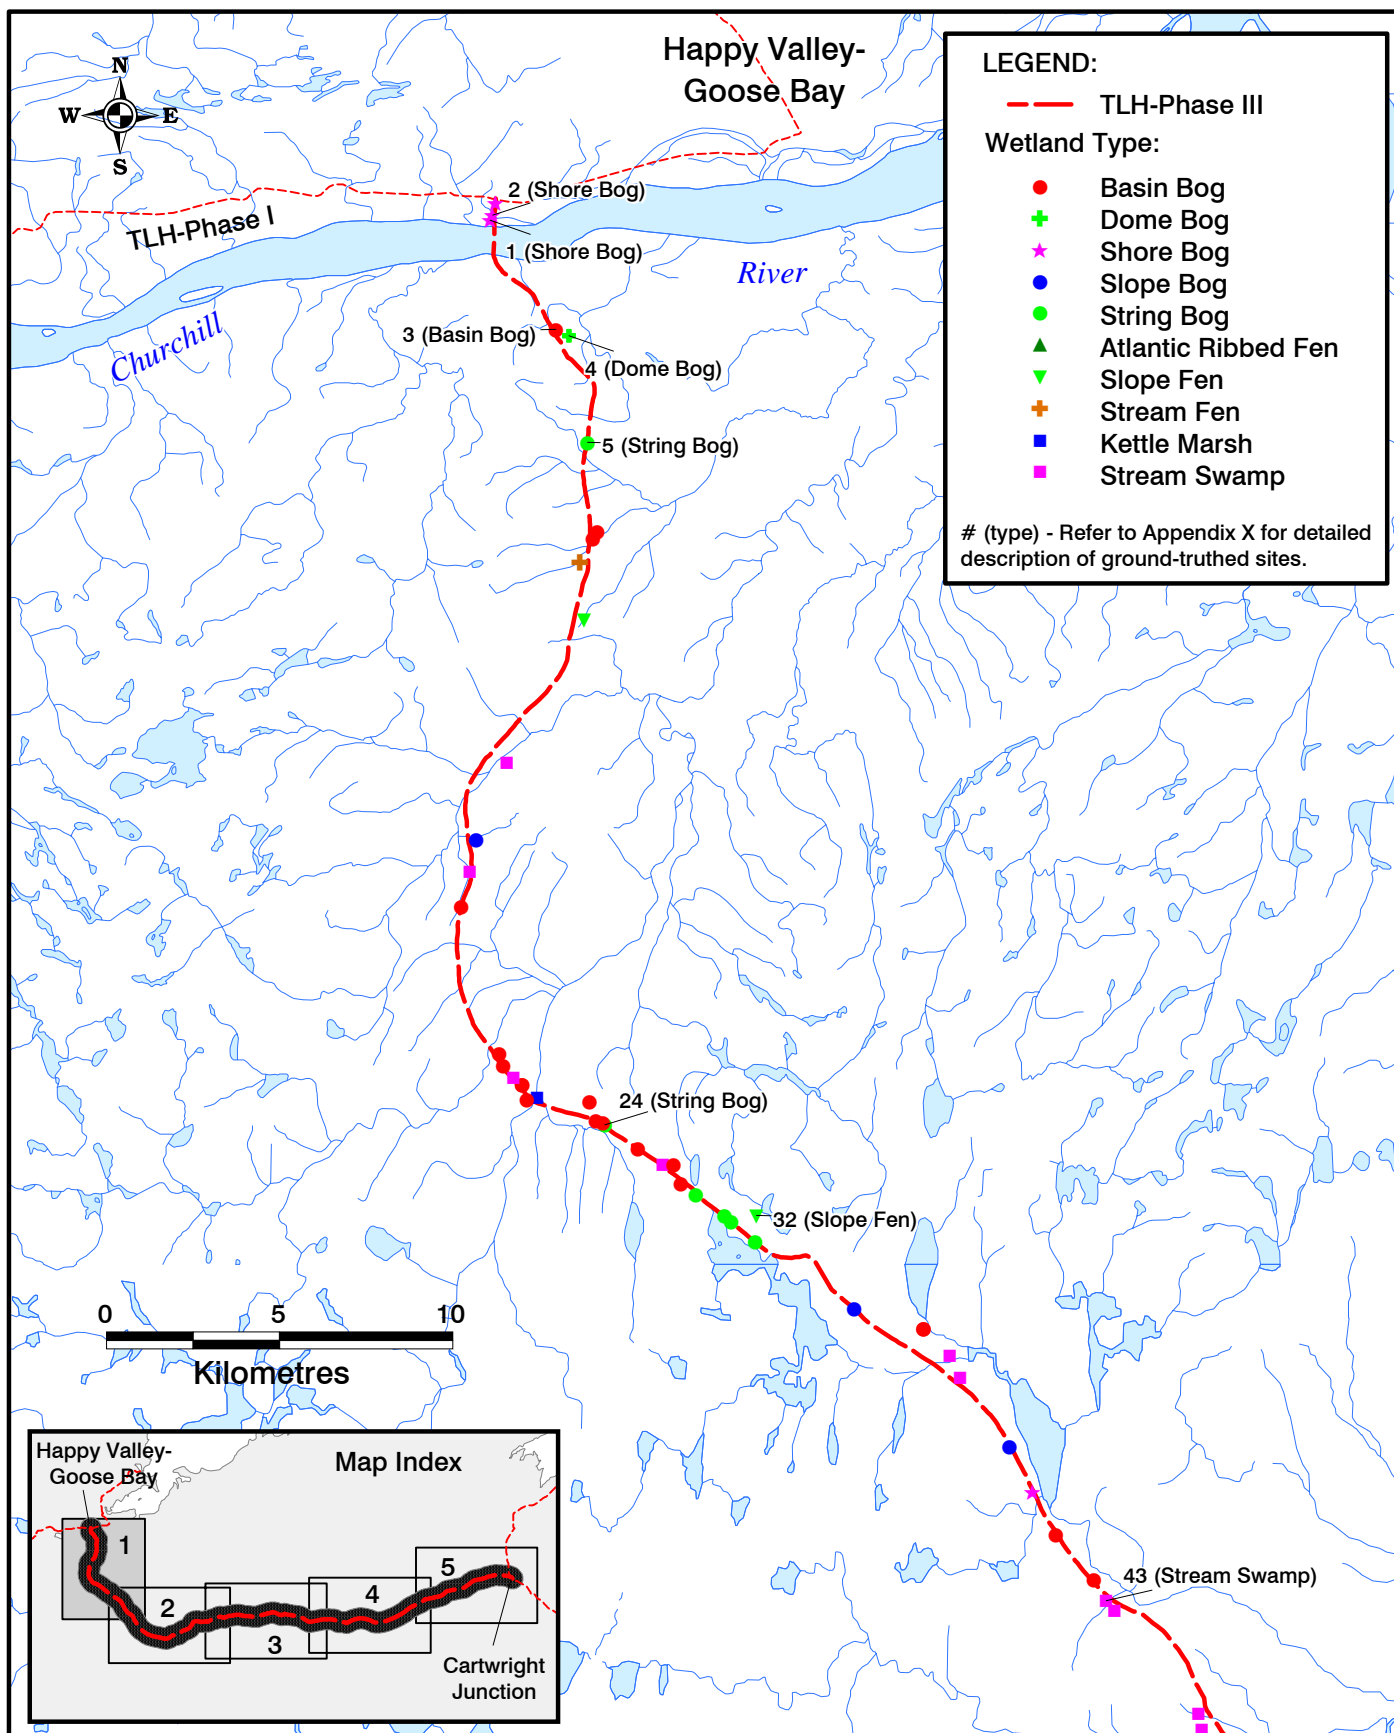 Happy Valley-
Goose Bay
N
W
E
S
LEGEND:
TLH-Phase III
Wetland Type:
Basin Bog
Dome Bog
Shore Bog
Slope Bog
String Bog
Atlantic Ribbed Fen
Slope Fen
Stream Fen
Kettle Marsh
Stream Swamp
# (type) - Refer to Appendix X for detailed
description of ground-truthed sites.
2 (Shore Bog)
TLH-Phase I
1 (Shore Bog)
River
Churchill
3 (Basin Bog)
4 (Dome Bog)
5 (String Bog)
24 (String Bog)
32 (Slope Fen)
0 5 10
Kilometres
43 (Stream Swamp)
Map Index
Happy Valley-
Goose Bay
1
2
3
4
5
Cartwright
Junction